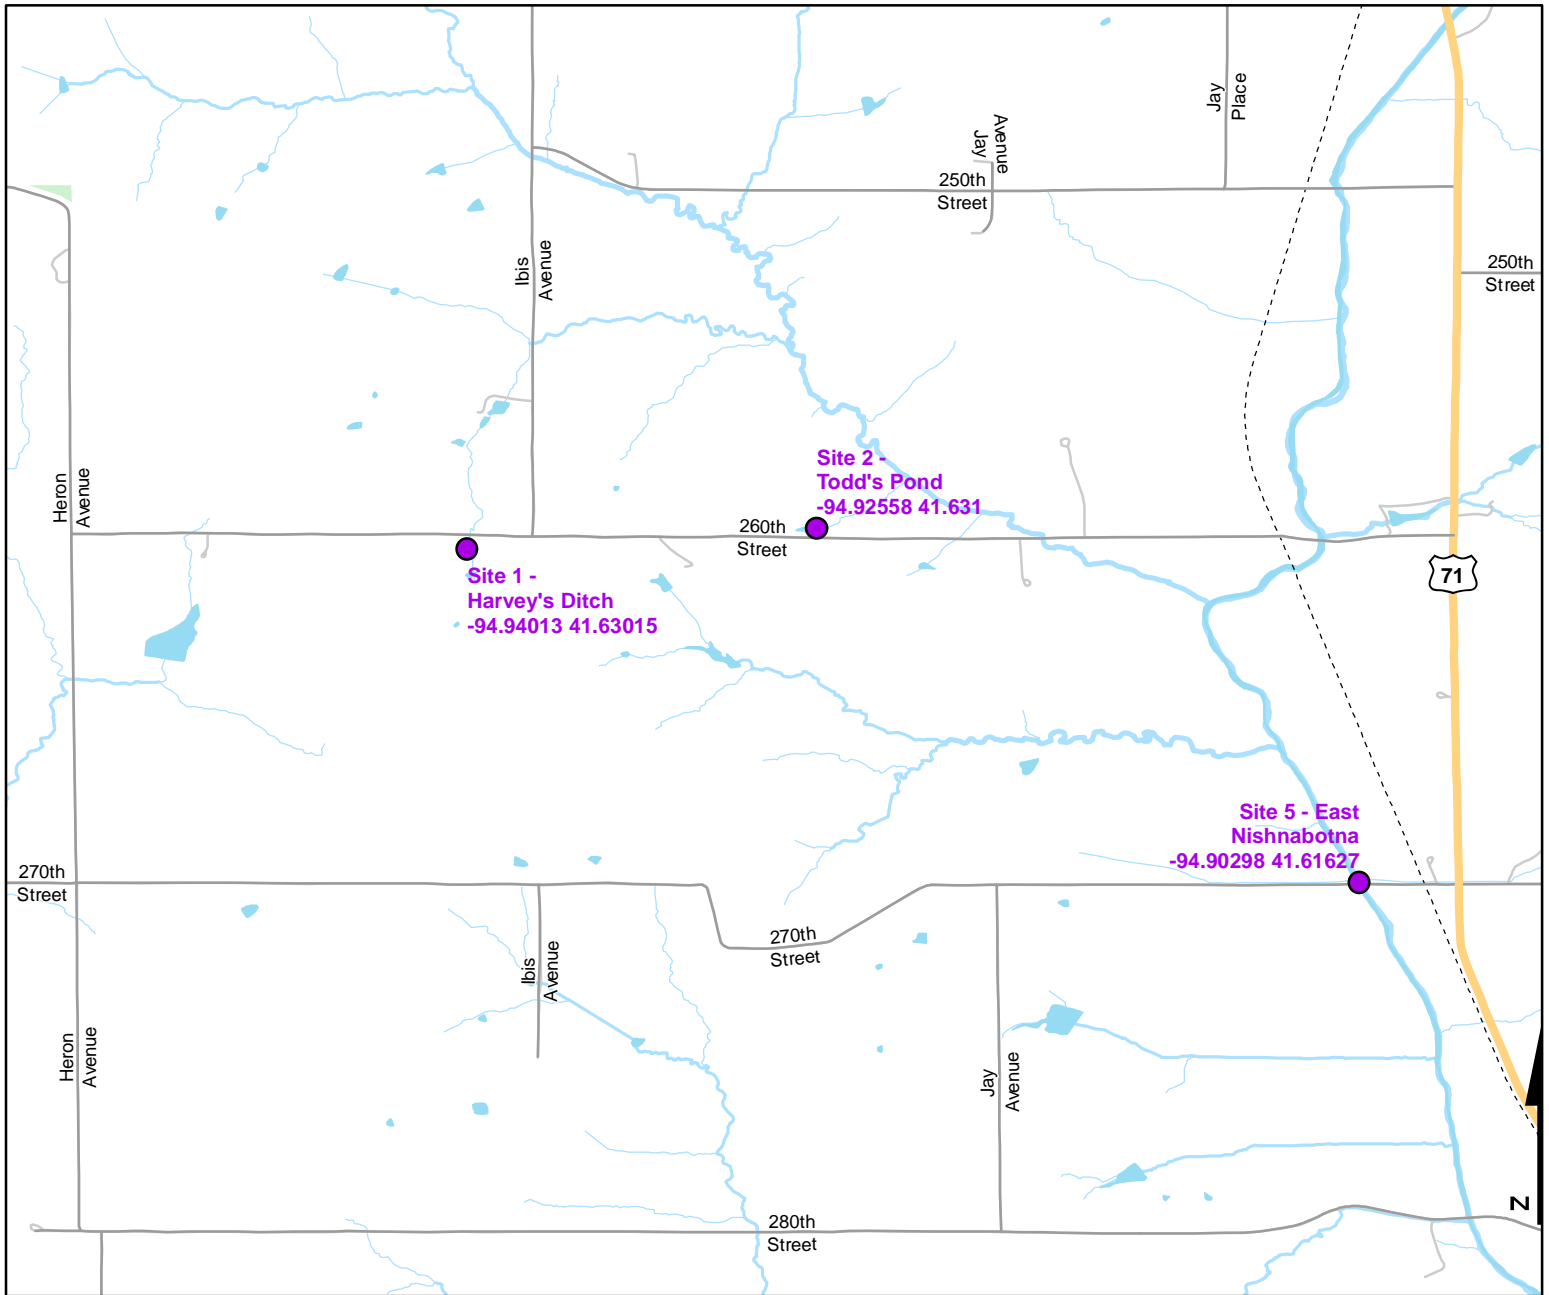 Jay
Place
Avenue
Jay
250th
Street
Ibis
Avenue
250th
Street
Heron
Avenue
Site 2 -
Todd's Pond
-94.92558 41.631
260th
Street
Site 1 -
Harvey's Ditch
-94.94013 41.63015
71
Site 5 - East
Nishnabotna
-94.90298 41.61627
270th
Street
270th
Street
Ibis
Avenue
Heron
Avenue
Jay
Avenue
280th
Street
N